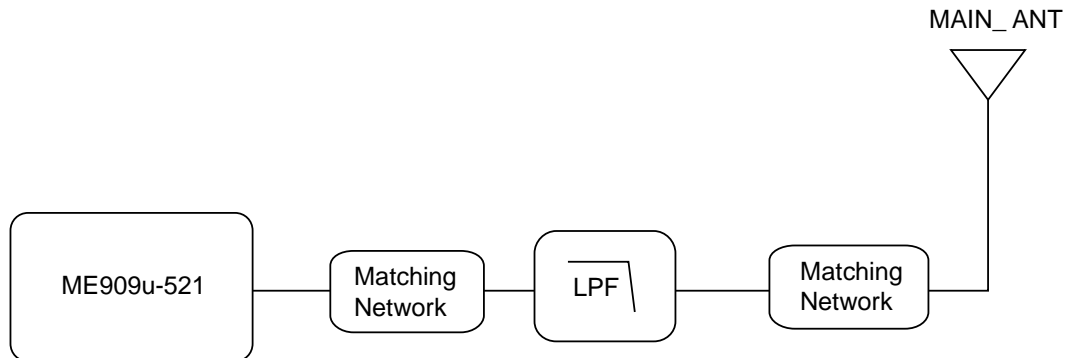 MAIN_ ANT
ME909u-521
Matching
Network
LPF
Matching
Network